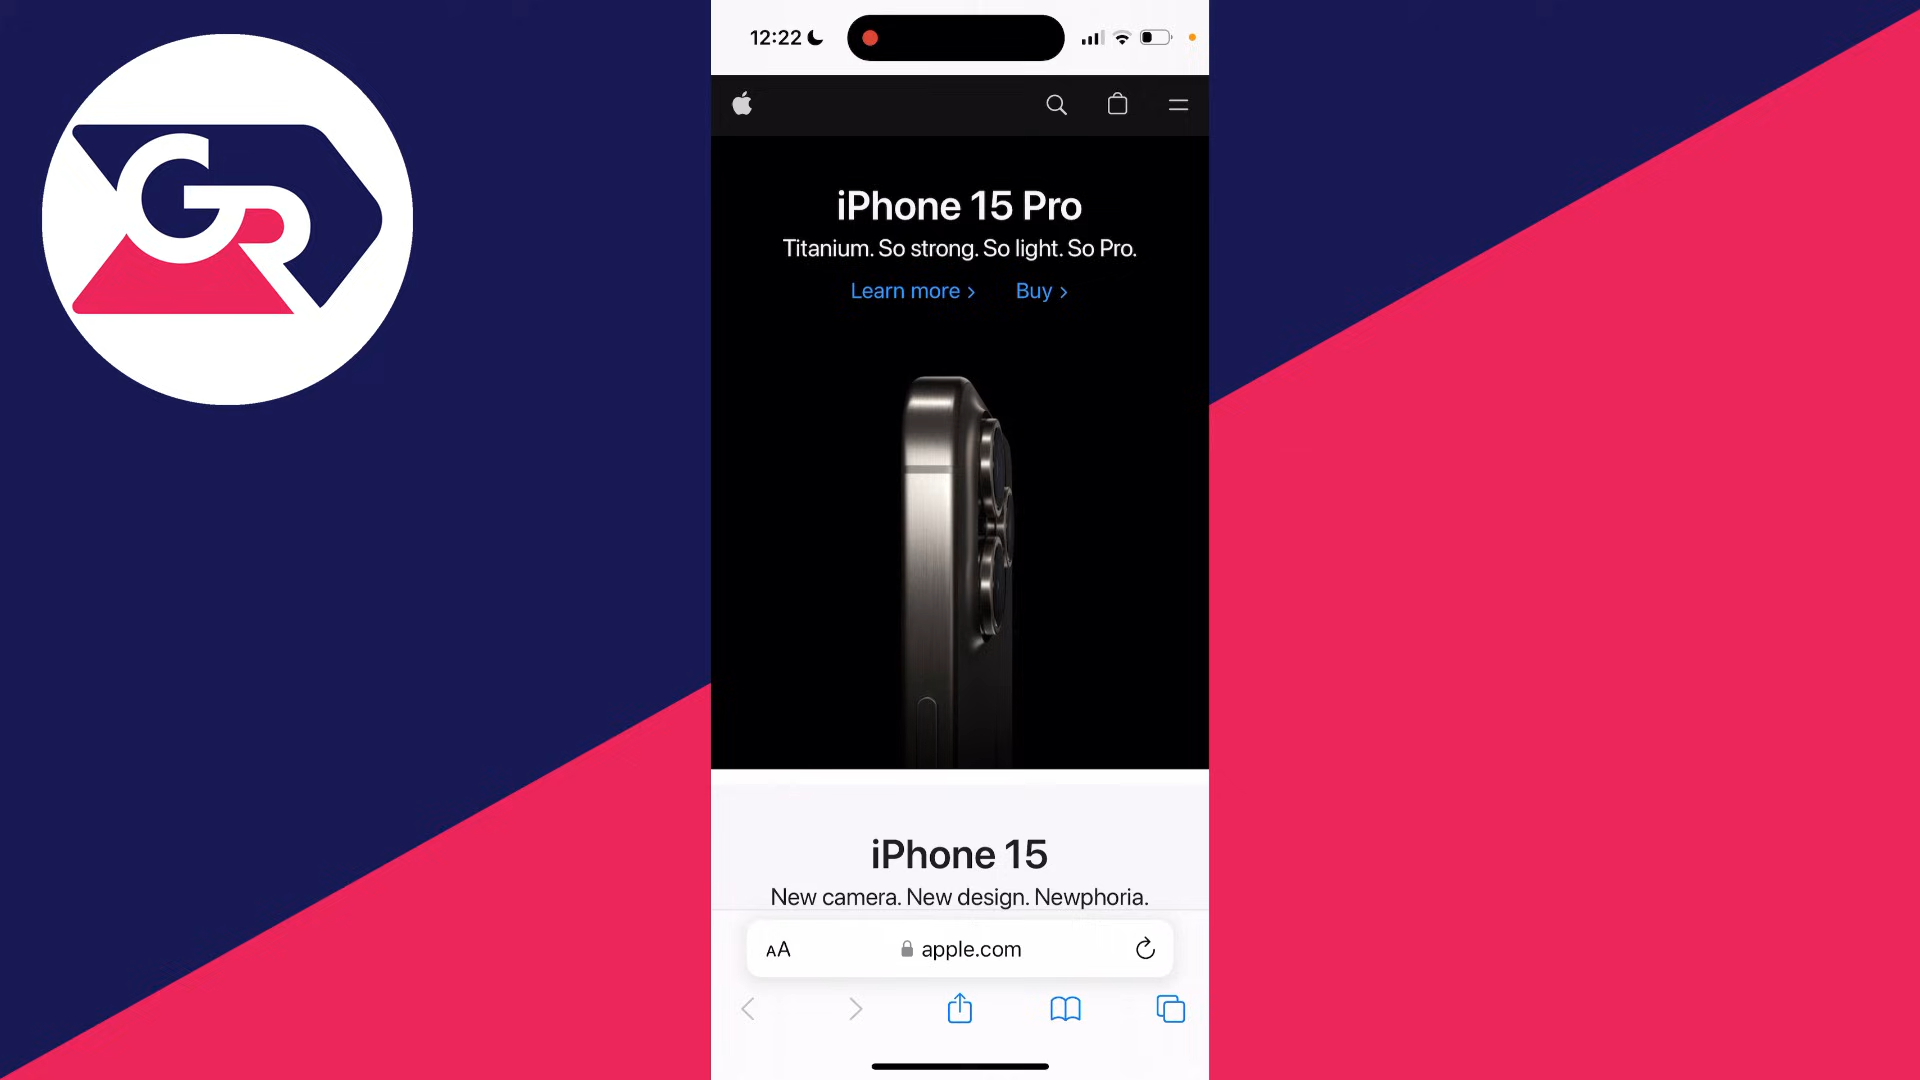 GR
12:22
iPhone 15 Pro
Titanium. So strong. So light. So Pro.
Learn more >
Buy >
iPhone 15
New camera. New design. Newphoria.
AA
apple.com